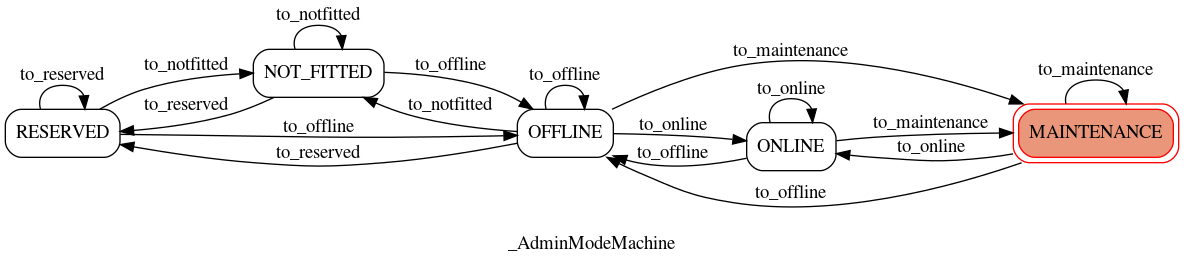 to_notfitted
to_maintenance
to_reserved
to_notfitted
NOT_FITTED
to_offline
to_offline
to_online
to_maintenance
to_reserved
to_notfitted
RESERVED
to_offline
OFFLINE
to_online
ONLINE
to_maintenance
MAINTENANCE
to_reserved
to_offline
to_online
to_offline
_AdminModeMachine